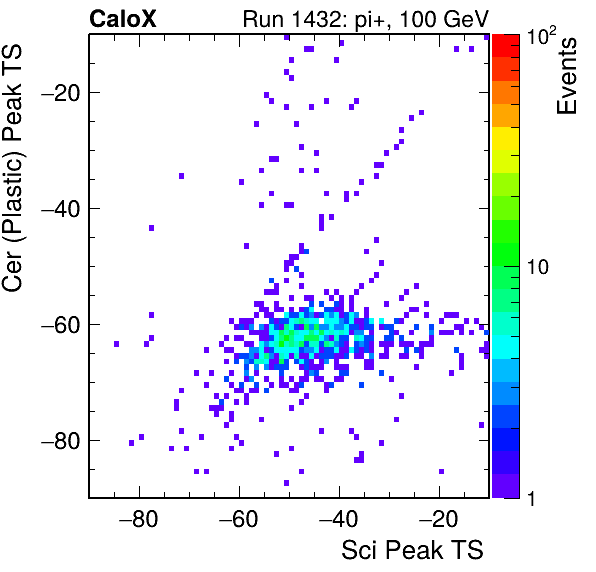 CaloX Run 1432: pi+, 100 GeV
Cer (Plastic) Peak TS
−20
−40
−60
−80
−80 −60 −40 −20
Sci Peak TS
10²
10
1
Events